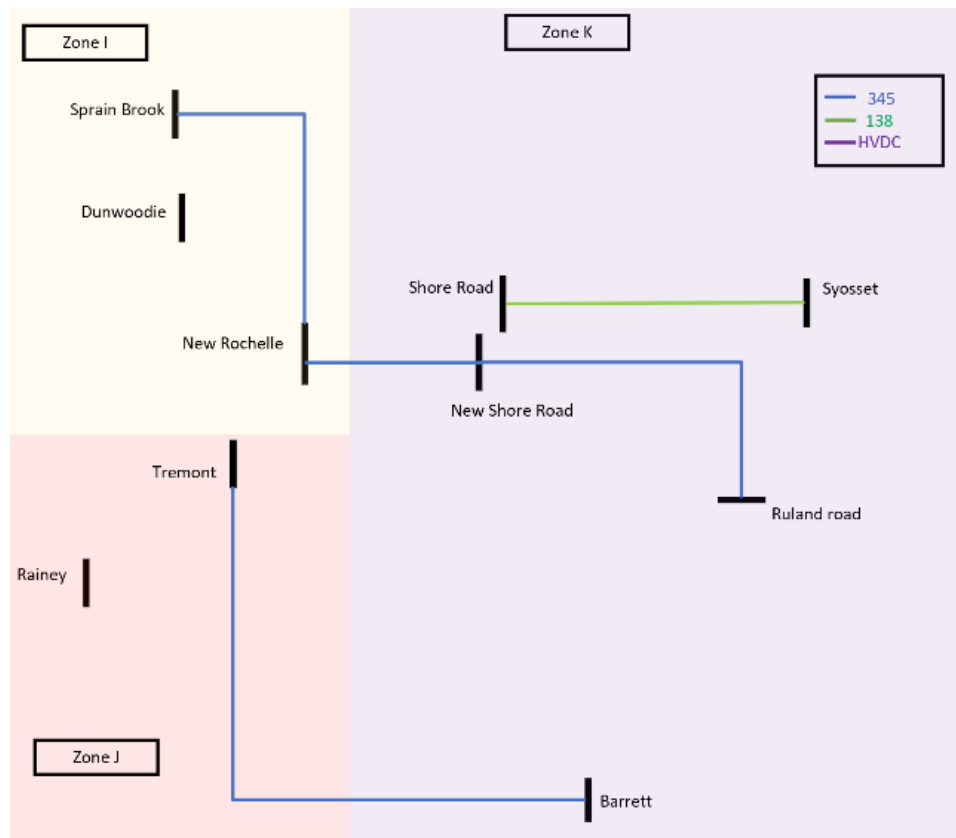 Zone I
Zone K
Sprain Brook
345
138
HVDC
Dunwoodie
Shore Road
Syosset
New Rochelle
New Shore Road
Tremont
Ruland road
Rainey
Zone J
Barrett